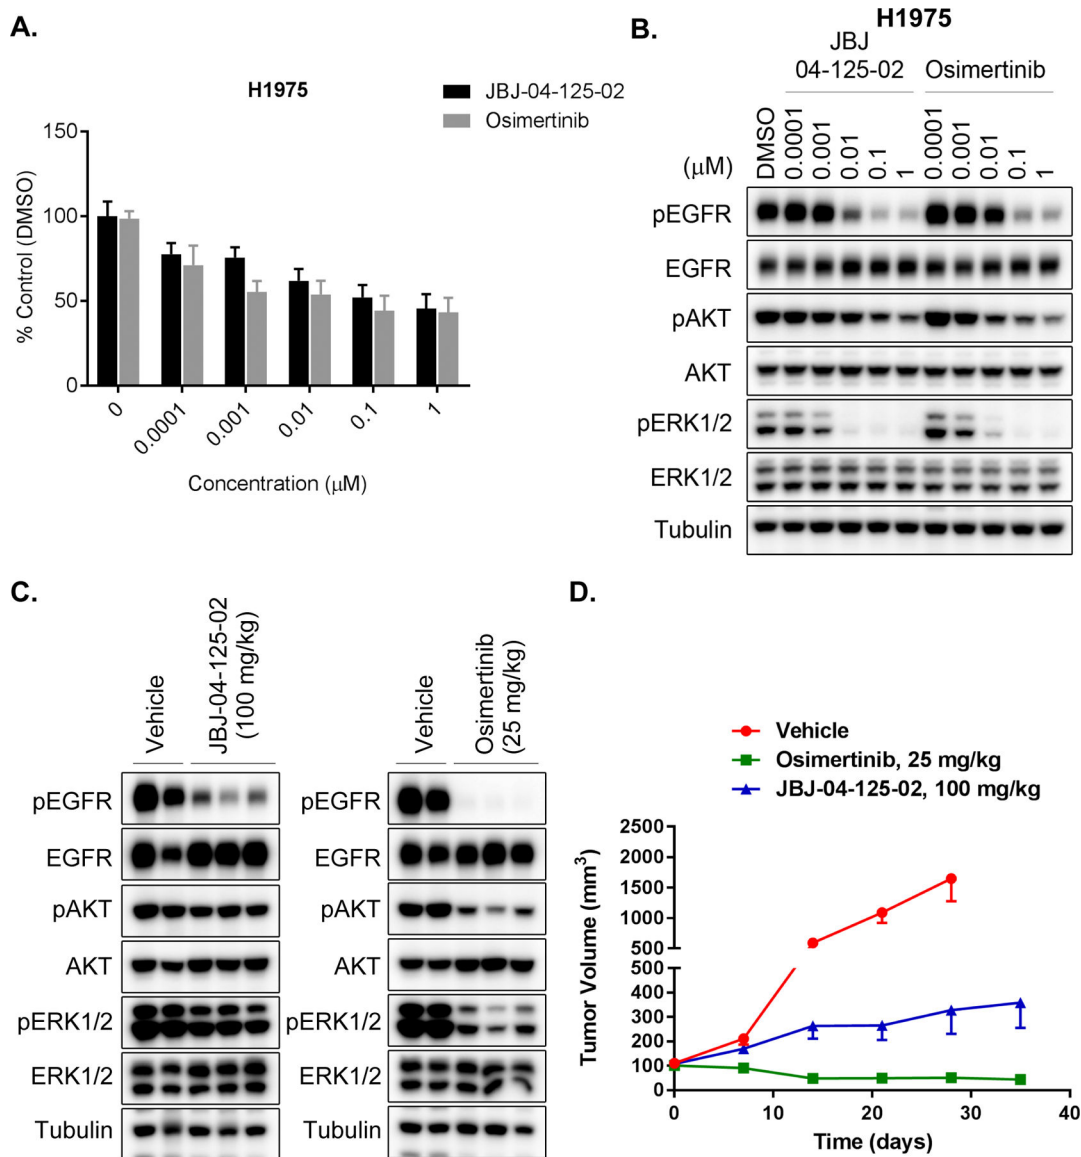 A.
H1975
JBJ-04-125-02
Osimertinib
% Control (DMSO)
150
100
50
0
0
0.0001
0.001
0.01
0.1
1
Concentration (μM)
B.
H1975
JBJ
04-125-02
Osimertinib
(μM)
DMSO
0.0001
0.001
0.01
0.1
1
0.0001
0.001
0.01
0.1
1
pEGFR
EGFR
pAKT
AKT
pERK1/2
ERK1/2
Tubulin
C.
Vehicle
JBJ-04-125-02
(100 mg/kg)
pEGFR
EGFR
pAKT
AKT
pERK1/2
ERK1/2
Tubulin
Vehicle
Osimertinib
(25 mg/kg)
pEGFR
EGFR
pAKT
AKT
pERK1/2
ERK1/2
Tubulin
D.
Vehicle
Osimertinib, 25 mg/kg
JBJ-04-125-02, 100 mg/kg
Tumor Volume (mm³)
2500
2000
1500
1000
500
500
400
300
200
100
0
0
10
20
30
40
Time (days)